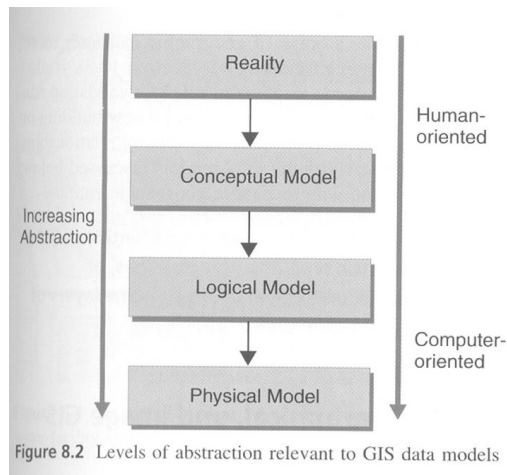 Reality
Human-
oriented
Conceptual Model
Increasing
Abstraction
Logical Model
Computer-
oriented
Physical Model
Figure 8.2 Levels of abstraction relevant to GIS data models